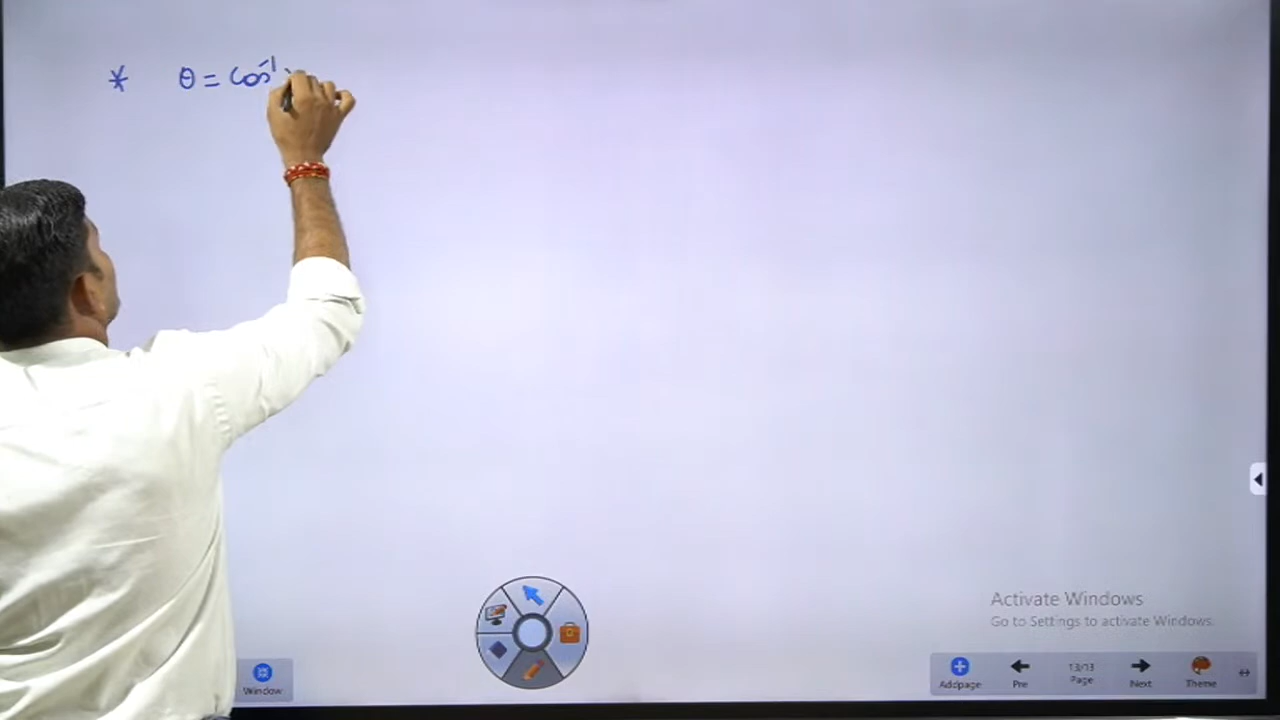 * θ = Cos⁻¹
Activate Windows
Go to Settings to activate Windows.
Window
Addpage
Pre
13/13
Page
Next
Theme